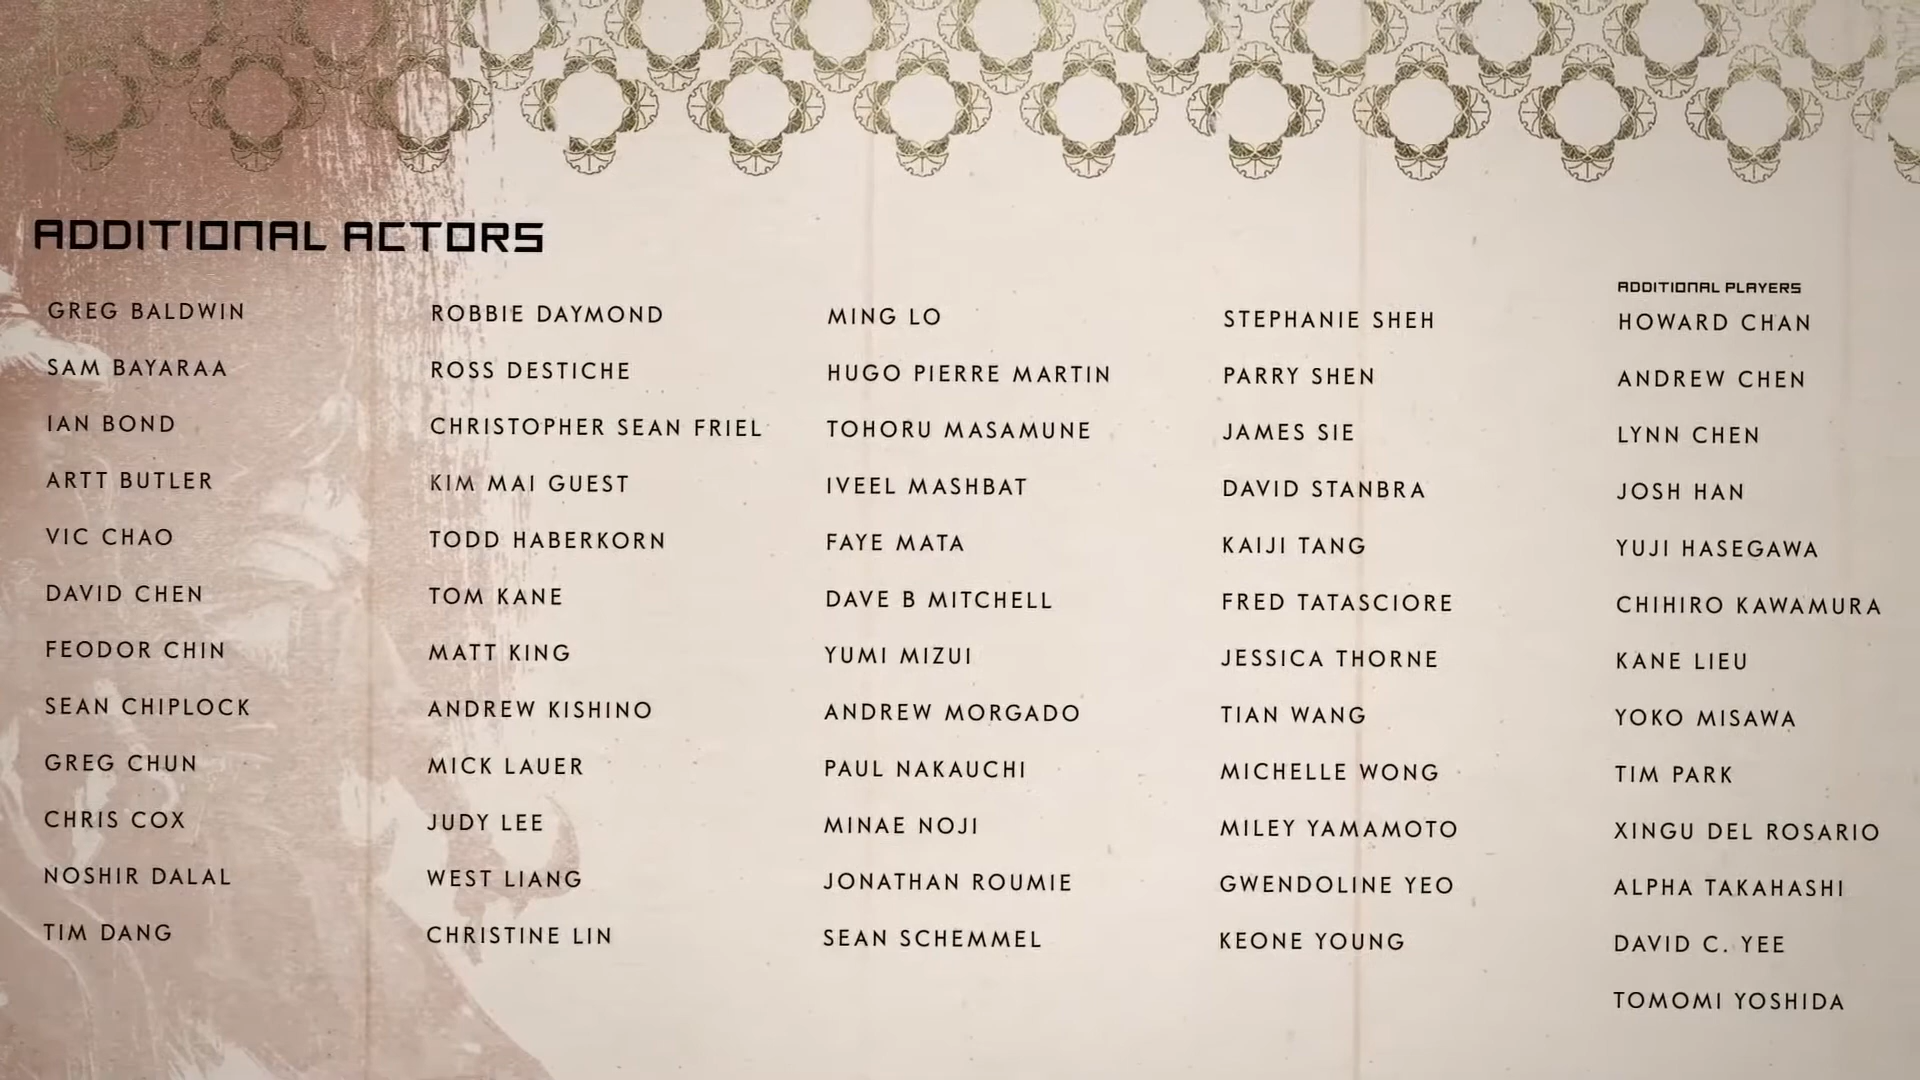 ADDITIONAL ACTORS
GREG BALDWIN
SAM BAYARAA
IAN BOND
ARTT BUTLER
VIC CHAO
DAVID CHEN
FEODOR CHIN
SEAN CHIPLOCK
GREG CHUN
CHRIS COX
NOSHIR DALAL
TIM DANG
ROBBIE DAYMOND
ROSS DESTICHE
CHRISTOPHER SEAN FRIEL
KIM MAI GUEST
TODD HABERKORN
TOM KANE
MATT KING
ANDREW KISHINO
MICK LAUER
JUDY LEE
WEST LIANG
CHRISTINE LIN
MING LO
HUGO PIERRE MARTIN
TOHORU MASAMUNE
IVEEL MASHBAT
FAYE MATA
DAVE B MITCHELL
YUMI MIZUI
ANDREW MORGADO
PAUL NAKAUCHI
MINAE NOJI
JONATHAN ROUMIE
SEAN SCHEMMEL
STEPHANIE SHEH
PARRY SHEN
JAMES SIE
DAVID STANBRA
KAIJI TANG
FRED TATASCIORE
JESSICA THORNE
TIAN WANG
MICHELLE WONG
MILEY YAMAMOTO
GWENDOLINE YEO
KEONE YOUNG
ADDITIONAL PLAYERS
HOWARD CHAN
ANDREW CHEN
LYNN CHEN
JOSH HAN
YUJI HASEGAWA
CHIHIRO KAWAMURA
KANE LIEU
YOKO MISAWA
TIM PARK
XINGU DEL ROSARIO
ALPHA TAKAHASHI
DAVID C. YEE
TOMOMI YOSHIDA